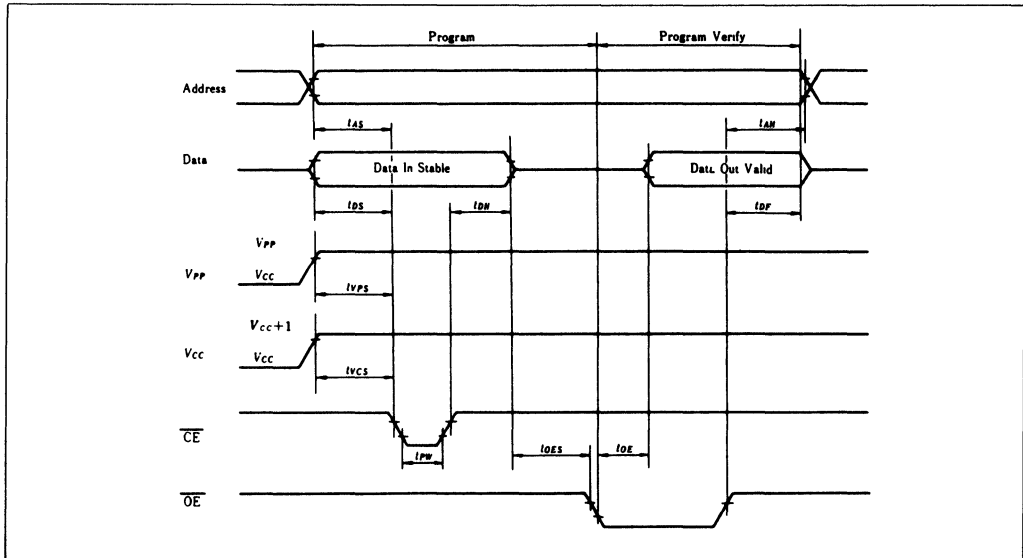 Program Program Verify
Address
tAS tAH
Data Data In Stable Data Out Valid
tDS tDH tDF
VPP
VPP VCC
tVPS
VCC+1
VCC VCC
tVCS
CE
tPW tOES tOE
OE